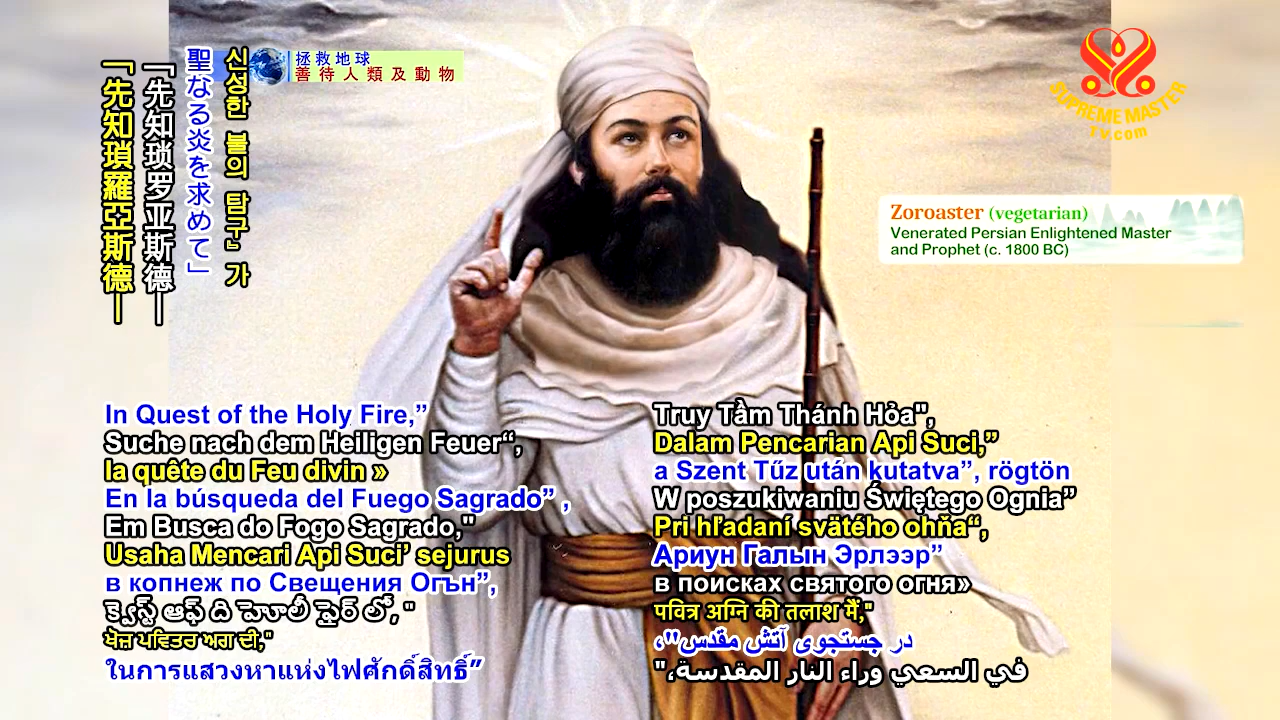 신성한 불의 탐구』가
聖なる炎を求めて」
「先知琐罗亚斯德—
「先知瑣羅亞斯德—
拯救地球
善待人類及動物
SUPREME MASTER
TV.com
Zoroaster (vegetarian)
Venerated Persian Enlightened Master
and Prophet (c. 1800 BC)
In Quest of the Holy Fire,”
Suche nach dem Heiligen Feuer“,
la quête du Feu divin »
En la búsqueda del Fuego Sagrado” ,
Em Busca do Fogo Sagrado,"
Usaha Mencari Api Suci’ sejurus
в копнеж по Свещения Огън”,
క్వెస్ట్ ఆఫ్ ది హెూలీ ఫైర్ లో,"
ਖੋਜ਼ ਪਵਿਤਰ ਅਗ ਦੀ,"
ในการแสวงหาแห่งไฟศักดิ์สิทธิ์”
Truy Tầm Thánh Hỏa",
Dalam Pencarian Api Suci,”
a Szent Tűz után kutatva”, rögtön
W poszukiwaniu Świętego Ognia”
Pri hľadaní svätého ohňa“,
Ариун Галын Эрлээр”
в поисках святого огня»
पवित्र अग्नि की तलाश मैं,"
در جستجوی آتش مقدس"،
في السعي وراء النار المقدسة،"